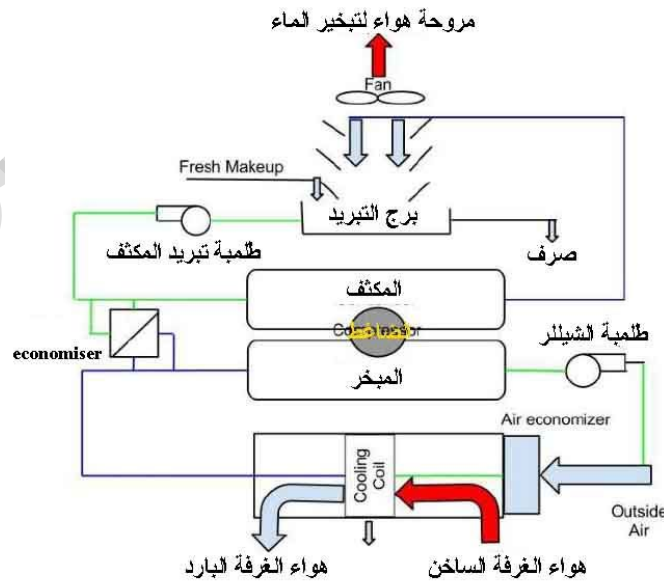 مروحة هواء لتبخير الماء
Fan
Fresh Makeup
برج التبريد
صرف
طلمبة تبريد المكثف
المكثف
الضاغط
economiser
طلمبة الشيللر
المبخر
Air economizer
Cooling
Coil
Outside
Air
هواء الغرفة البارد
هواء الغرفة الساخن